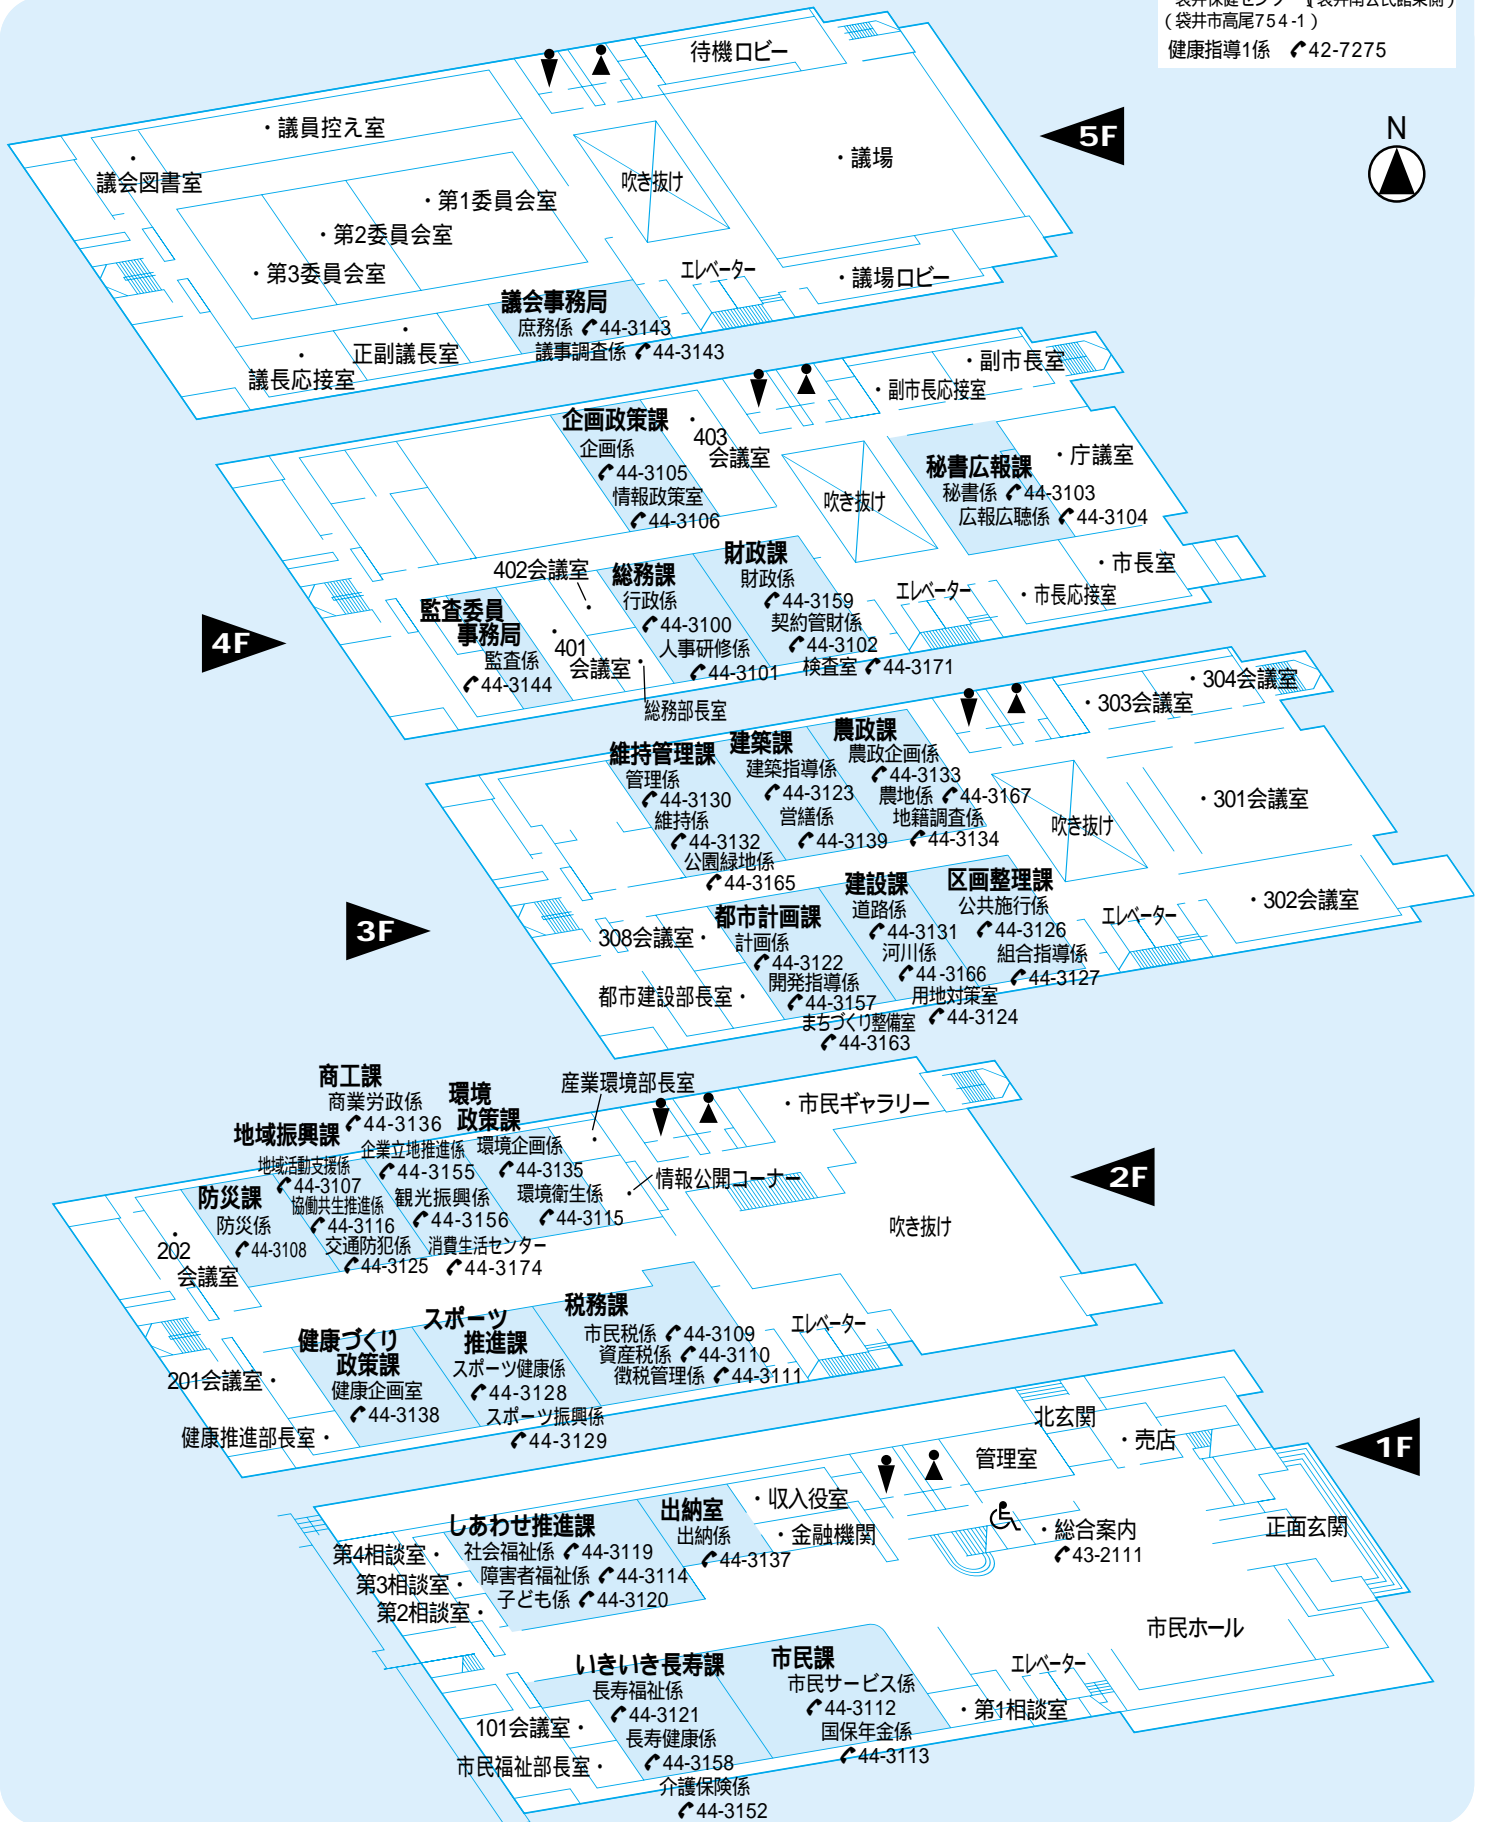 袋井保健センター(袋井南公民館東側)
(袋井市高尾754-1)
健康指導1係 42-7275
N
5F
待機ロビー
・議員控え室
・議場
議会図書室
吹き抜け
・第1委員会室
・第2委員会室
・第3委員会室
エレベーター
・議場ロビー
議会事務局
庶務係 44-3143
議事調査係 44-3143
正副議長室
議長応接室
4F
・副市長室
・副市長応接室
企画政策課
企画係
44-3105
情報政策室
44-3106
403
会議室
吹き抜け
秘書広報課
秘書係 44-3103
広報広聴係 44-3104
・庁議室
・市長室
・市長応接室
エレベーター
財政課
財政係
44-3159
契約管財係
44-3102
検査室 44-3171
402会議室
総務課
行政係
44-3100
人事研修係
44-3101
監査委員
事務局
監査係
44-3144
401
会議室
総務部長室
3F
・304会議室
・303会議室
維持管理課
管理係
44-3130
維持係
44-3132
公園緑地係
44-3165
建築課
建築指導係
44-3123
営繕係
44-3139
農政課
農政企画係
44-3133
農地係 44-3167
地籍調査係
44-3134
吹き抜け
・301会議室
・302会議室
エレベーター
308会議室・
都市計画課
計画係
44-3122
開発指導係
44-3157
まちづくり整備室
44-3163
建設課
道路係
44-3131
河川係
44-3166
用地対策室
44-3124
区画整理課
公共施行係
44-3126
組合指導係
44-3127
都市建設部長室・
2F
商工課
商業労政係
44-3136
企業立地推進係
44-3155
観光振興係
44-3156
消費生活センター
44-3174
環境
政策課
環境企画係
44-3135
環境衛生係
44-3115
産業環境部長室
・市民ギャラリー
情報公開コーナー
地域振興課
地域活動支援係
44-3107
協働共生推進係
44-3116
交通防犯係
44-3125
防災課
防災係
44-3108
202
会議室
吹き抜け
スポーツ
推進課
スポーツ健康係
44-3128
スポーツ振興係
44-3129
税務課
市民税係 44-3109
資産税係 44-3110
徴税管理係 44-3111
エレベーター
健康づくり
政策課
健康企画室
44-3138
201会議室・
健康推進部長室・
1F
北玄関
・売店
管理室
正面玄関
・総合案内
43-2111
・収入役室
・金融機関
出納室
出納係
44-3137
しあわせ推進課
社会福祉係 44-3119
障害者福祉係 44-3114
子ども係 44-3120
第4相談室・
第3相談室・
第2相談室・
市民ホール
エレベーター
いきいき長寿課
長寿福祉係
44-3121
長寿健康係
44-3158
介護保険係
44-3152
市民課
市民サービス係
44-3112
国保年金係
44-3113
・第1相談室
101会議室・
市民福祉部長室・